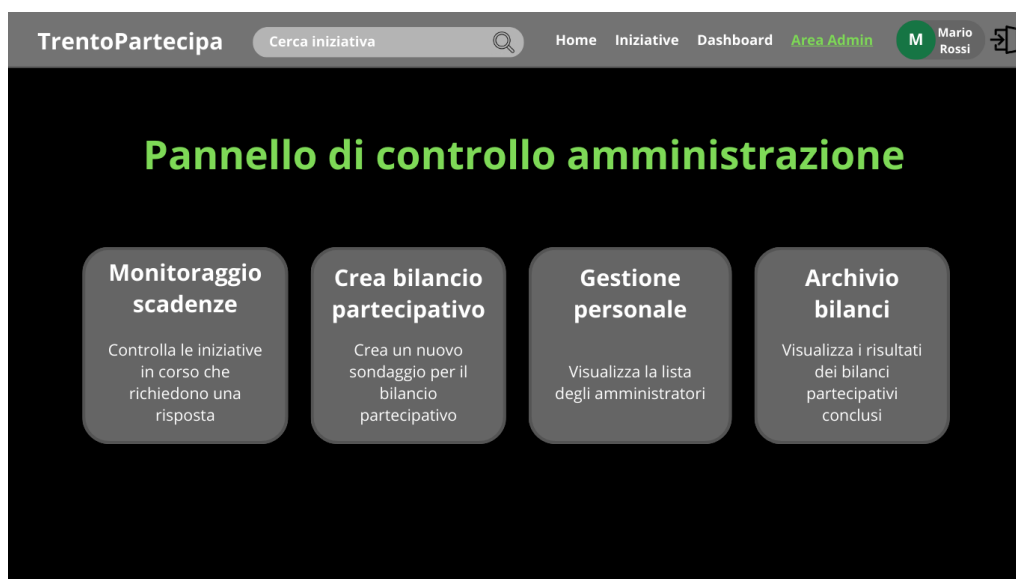 TrentoPartecipa
Cerca iniziativa
Home
Iniziative
Dashboard
Area Admin
M
Mario
Rossi
Pannello di controllo amministrazione
Monitoraggio
scadenze
Controlla le iniziative
in corso che
richiedono una
risposta
Crea bilancio
partecipativo
Crea un nuovo
sondaggio per il
bilancio
partecipativo
Gestione
personale
Visualizza la lista
degli amministratori
Archivio
bilanci
Visualizza i risultati
dei bilanci
partecipativi
conclusi